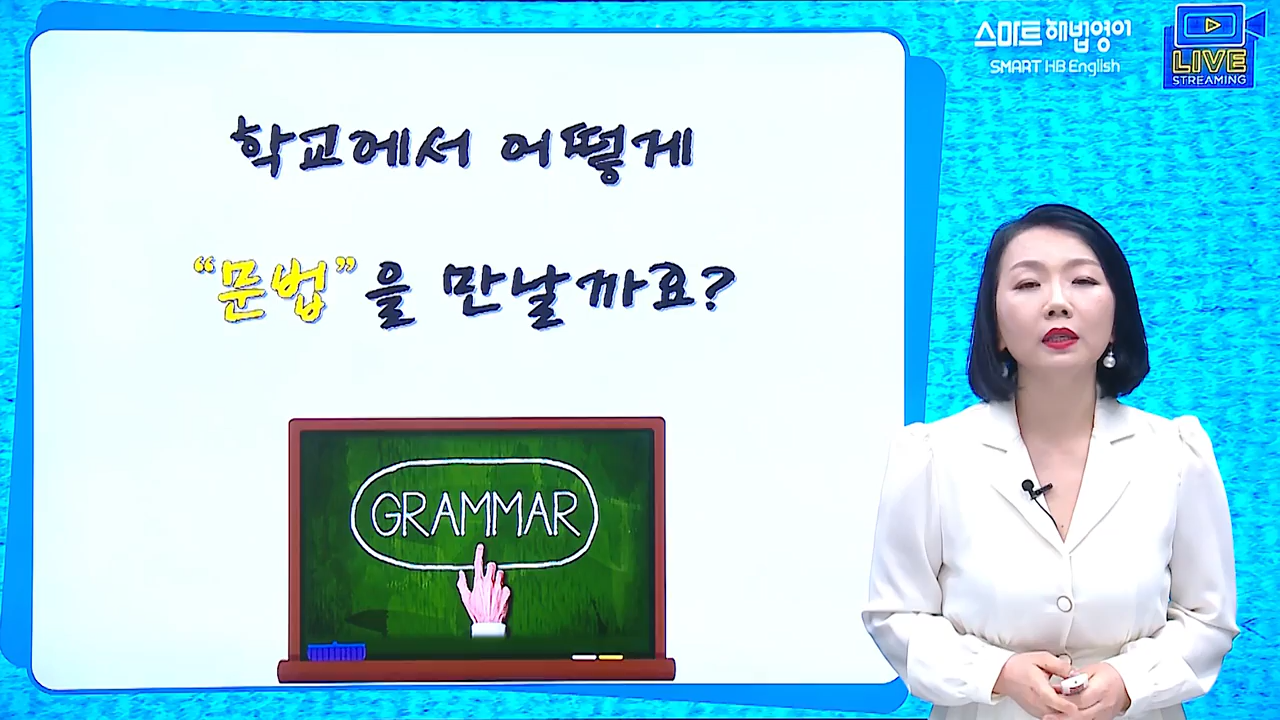 스마트 해법영어
SMART HB English
LIVE
STREAMING
학교에서 어떻게
“문법”을 만날까요?
GRAMMAR